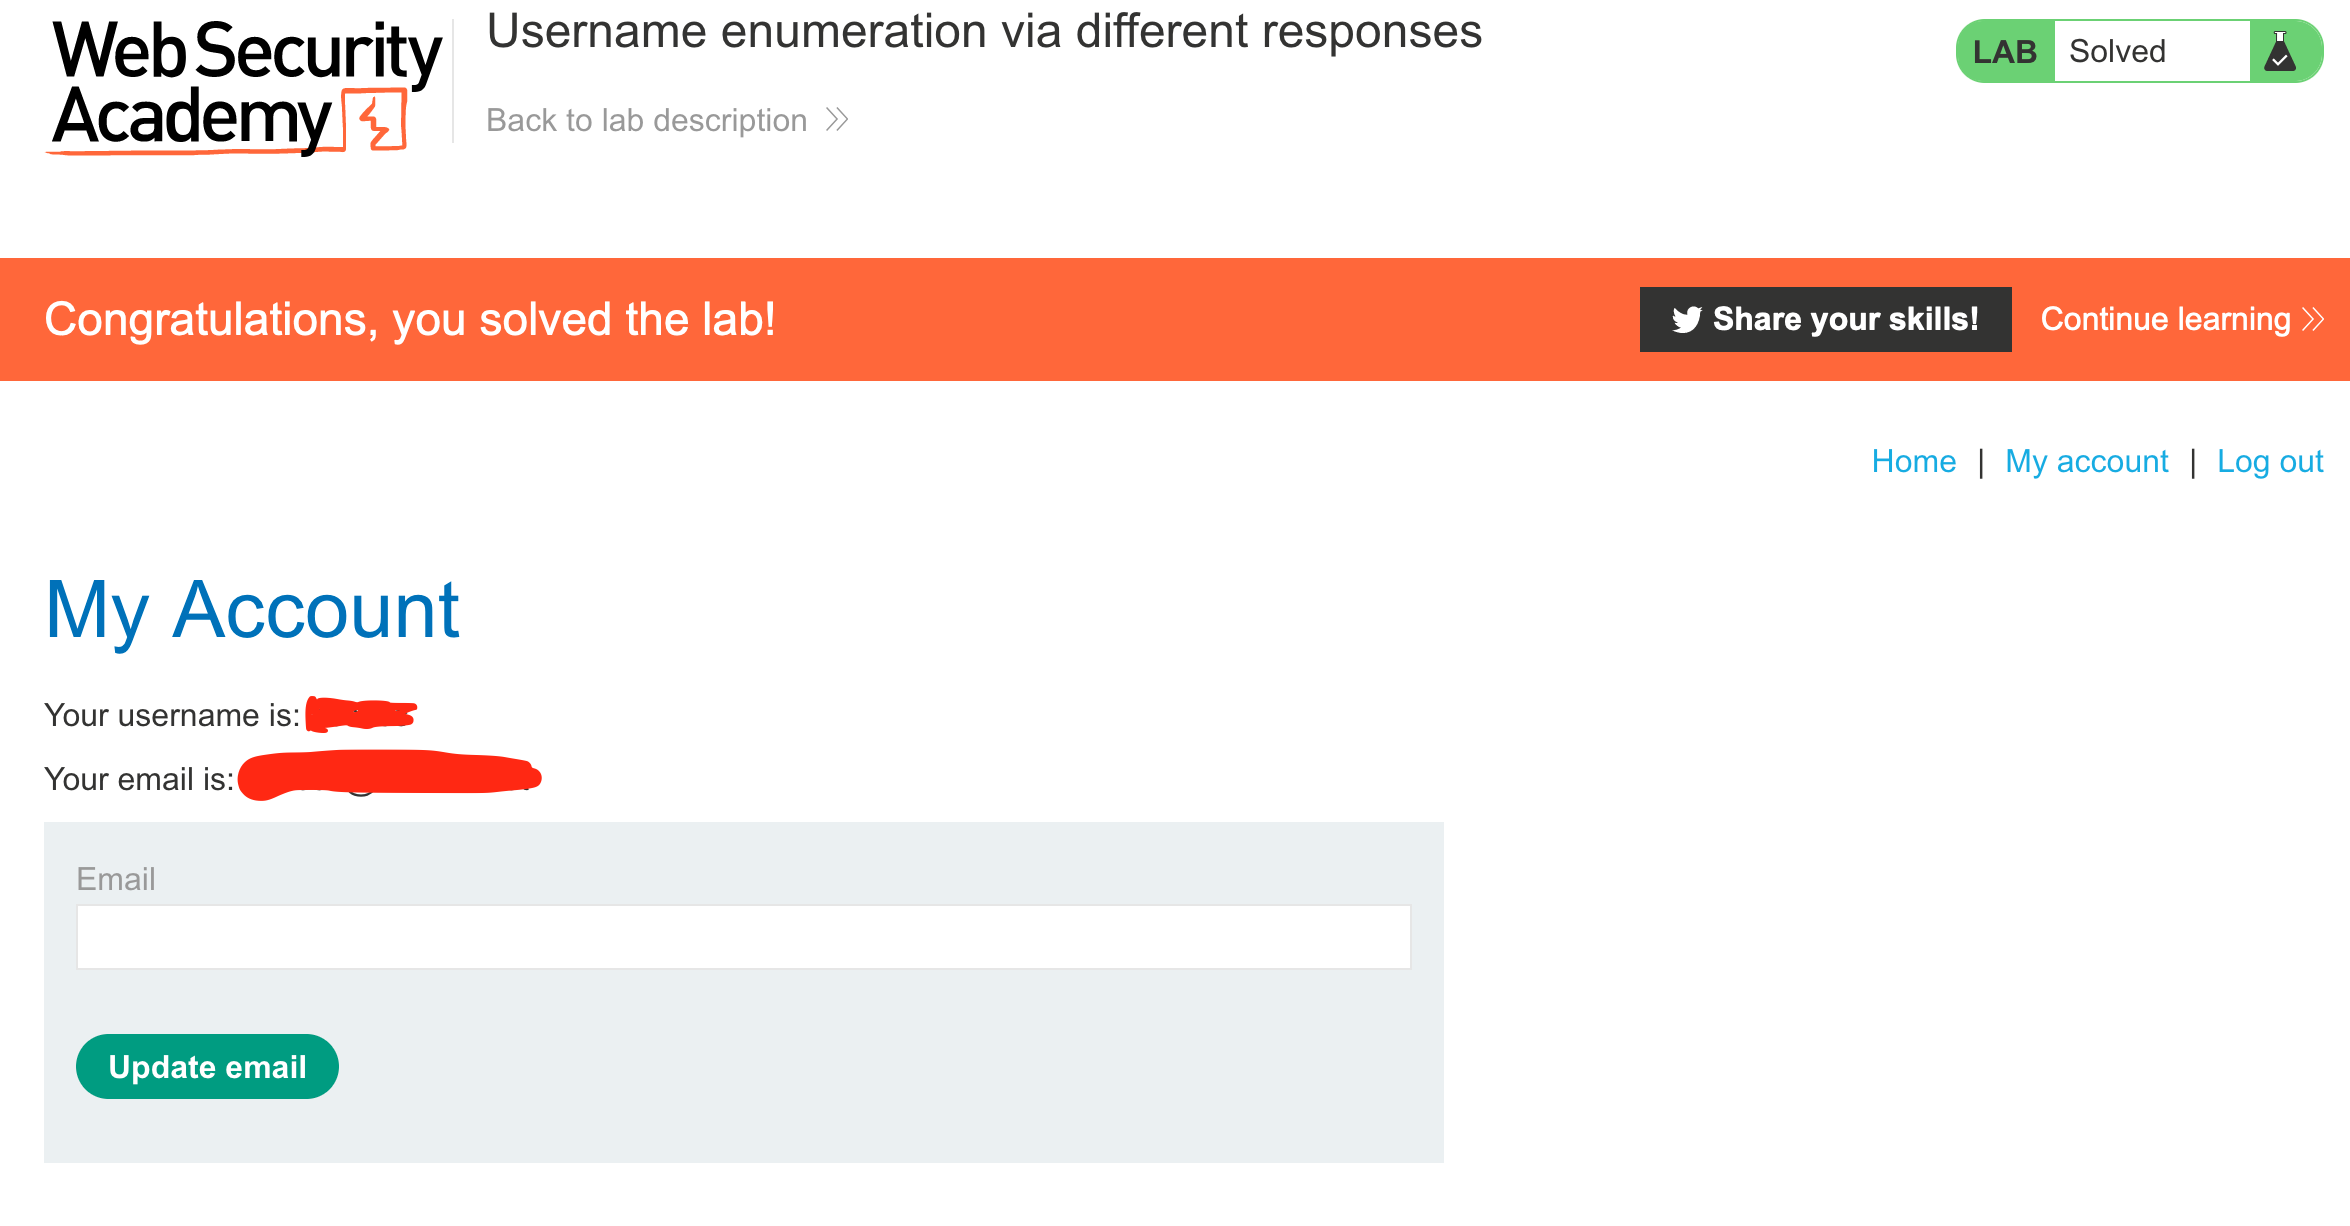 Web Security
Academy
Username enumeration via different responses
Back to lab description
LAB Solved
Congratulations, you solved the lab!
Share your skills!
Continue learning
Home | My account | Log out
My Account
Your username is:
Your email is:
Email
Update email